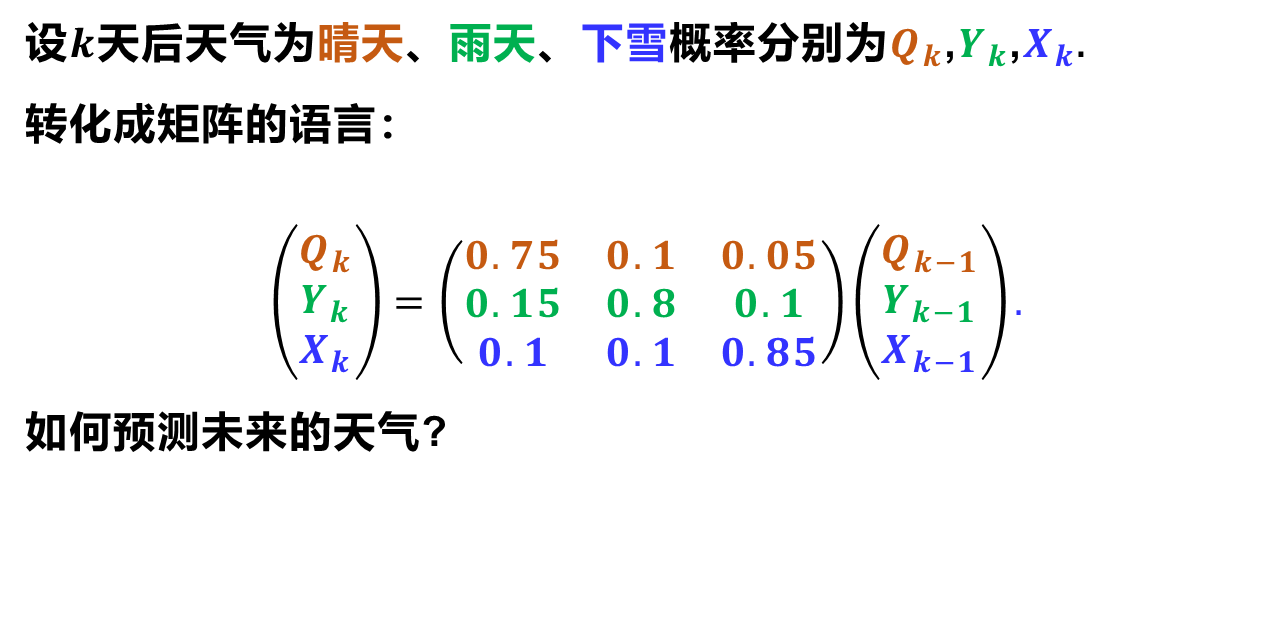 设k天后天气为晴天、雨天、下雪概率分别为Q_k,Y_k,X_k.
转化成矩阵的语言:
(Q_k Y_k X_k) = (0.75 0.1 0.05 0.15 0.8 0.1 0.1 0.1 0.85)(Q_{k-1} Y_{k-1} X_{k-1}).
如何预测未来的天气?